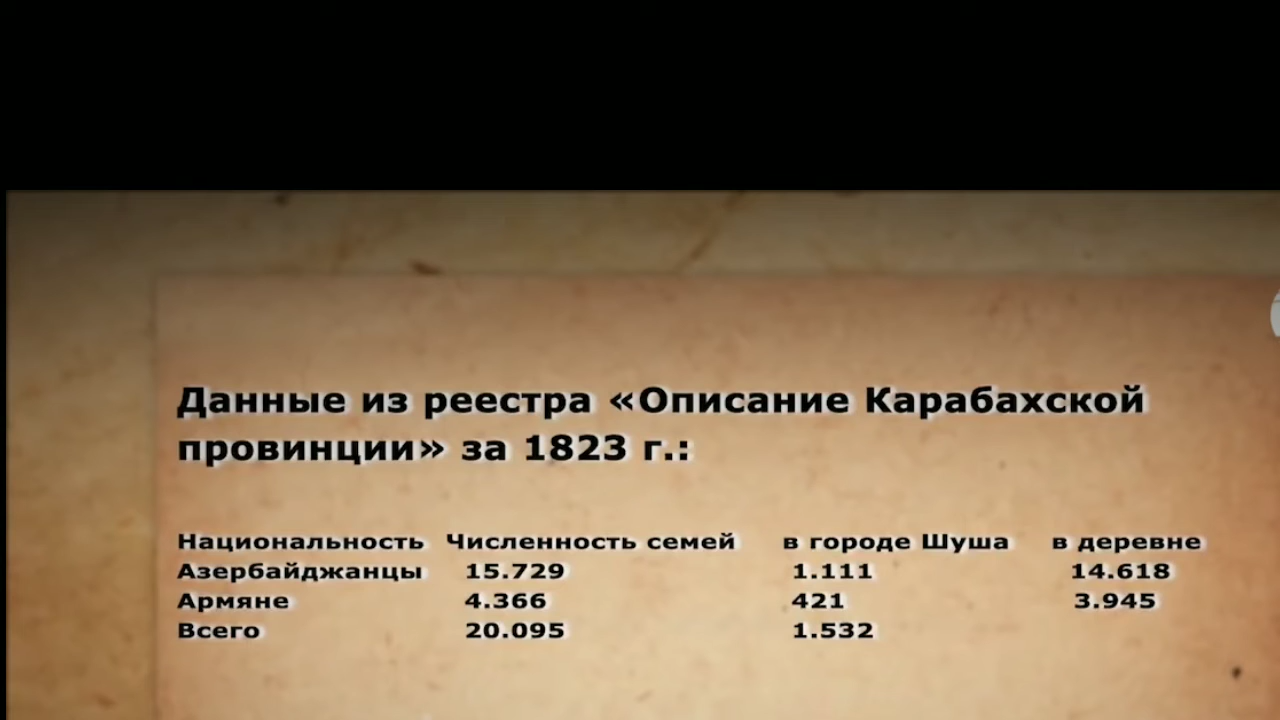 Данные из реестра «Описание Карабахской
провинции» за 1823 г.:
Национальность Численность семей в городе Шуша в деревне
Азербайджанцы 15.729 1.111 14.618
Армяне 4.366 421 3.945
Всего 20.095 1.532